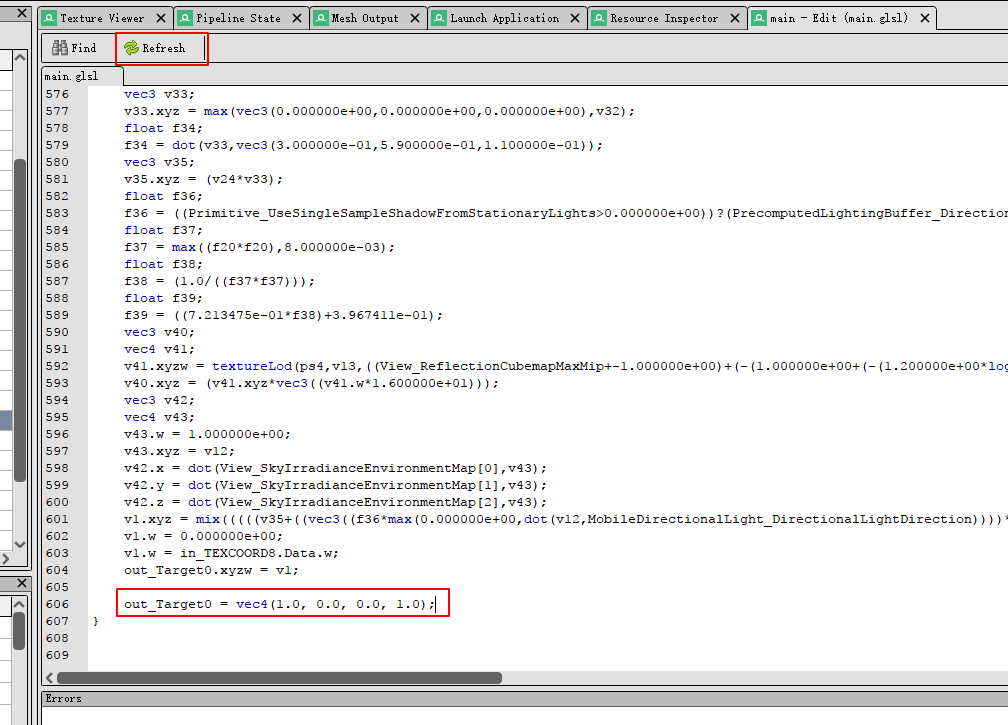 Texture Viewer Pipeline State Mesh Output Launch Application Resource Inspector main - Edit (main.glsl)
Find Refresh
main.glsl
576 vec3 v33;
577 v33.xyz = max(vec3(0.000000e+00,0.000000e+00,0.000000e+00),v32);
578 float f34;
579 f34 = dot(v33,vec3(3.000000e-01,5.900000e-01,1.100000e-01));
580 vec3 v35;
581 v35.xyz = (v24*v33);
582 float f36;
583 f36 = ((Primitive_UseSingleSampleShadowFromStationaryLights>0.000000e+00))?(PrecomputedLightingBuffer_Direction
584 float f37;
585 f37 = max((f20*f20),8.000000e-03);
586 float f38;
587 f38 = (1.0/((f37*f37)));
588 float f39;
589 f39 = ((7.213475e-01*f38)+3.967411e-01);
590 vec3 v40;
591 vec4 v41;
592 v41.xyzw = textureLod(ps4,v13,((View_ReflectionCubemapMaxMip+-1.000000e+00)+(-(1.000000e+00+(-(1.200000e+00*log
593 v40.xyz = (v41.xyz*vec3((v41.w*1.600000e+01)));
594 vec3 v42;
595 vec4 v43;
596 v43.w = 1.000000e+00;
597 v43.xyz = v12;
598 v42.x = dot(View_SkyIrradianceEnvironmentMap[0],v43);
599 v42.y = dot(View_SkyIrradianceEnvironmentMap[1],v43);
600 v42.z = dot(View_SkyIrradianceEnvironmentMap[2],v43);
601 v1.xyz = mix(((((v35+((vec3((f36*max(0.000000e+00,dot(v12,MobileDirectionalLight_DirectionalLightDirection))))*
602 v1.w = 0.000000e+00;
603 v1.w = in_TEXCOORD8.Data.w;
604 out_Target0.xyzw = v1;
605
606 out_Target0 = vec4(1.0, 0.0, 0.0, 1.0);
607 }
608
609
Errors